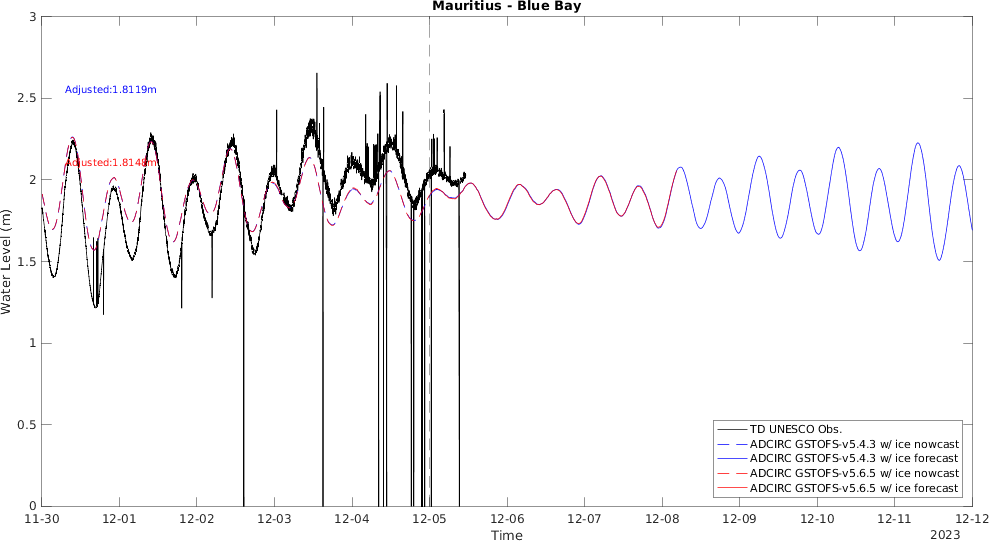 Mauritius - Blue Bay
3
2.5
2
1.5
1
0.5
0
Water Level (m)
Adjusted:1.8119m
Adjusted:1.8148m
TD UNESCO Obs.
ADCIRC GSTOFS-v5.4.3 w/ ice nowcast
ADCIRC GSTOFS-v5.4.3 w/ ice forecast
ADCIRC GSTOFS-v5.6.5 w/ ice nowcast
ADCIRC GSTOFS-v5.6.5 w/ ice forecast
11-30 12-01 12-02 12-03 12-04 12-05 12-06 12-07 12-08 12-09 12-10 12-11 12-12
Time
2023